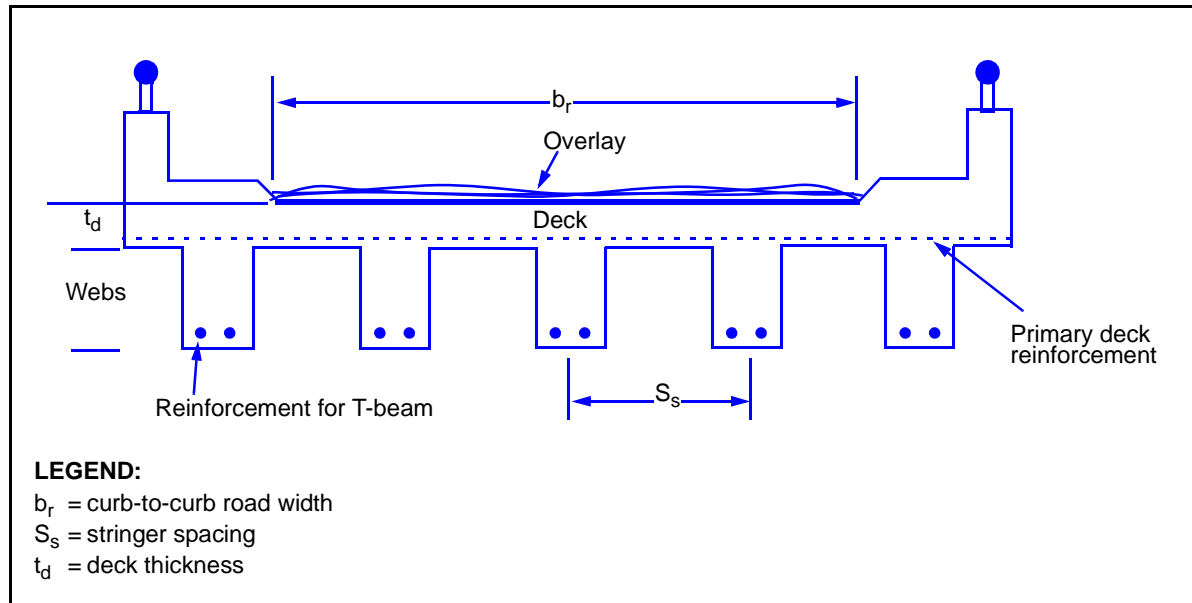 b_r
Overlay
t_d
Deck
Webs
Primary deck
reinforcement
S_s
Reinforcement for T-beam
LEGEND:
b_r = curb-to-curb road width
S_s = stringer spacing
t_d = deck thickness